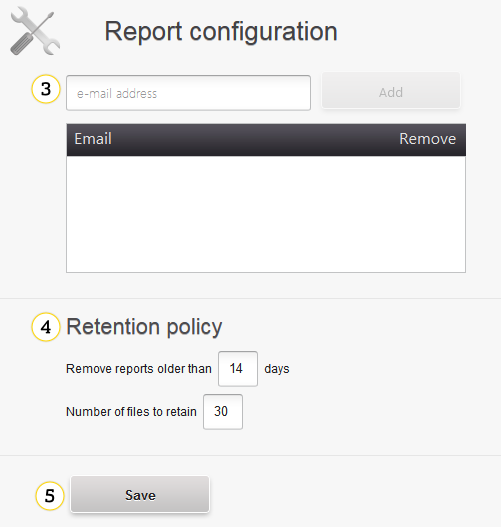 Report configuration
3 e-mail address Add
Email Remove
4 Retention policy
Remove reports older than 14 days
Number of files to retain 30
5 Save